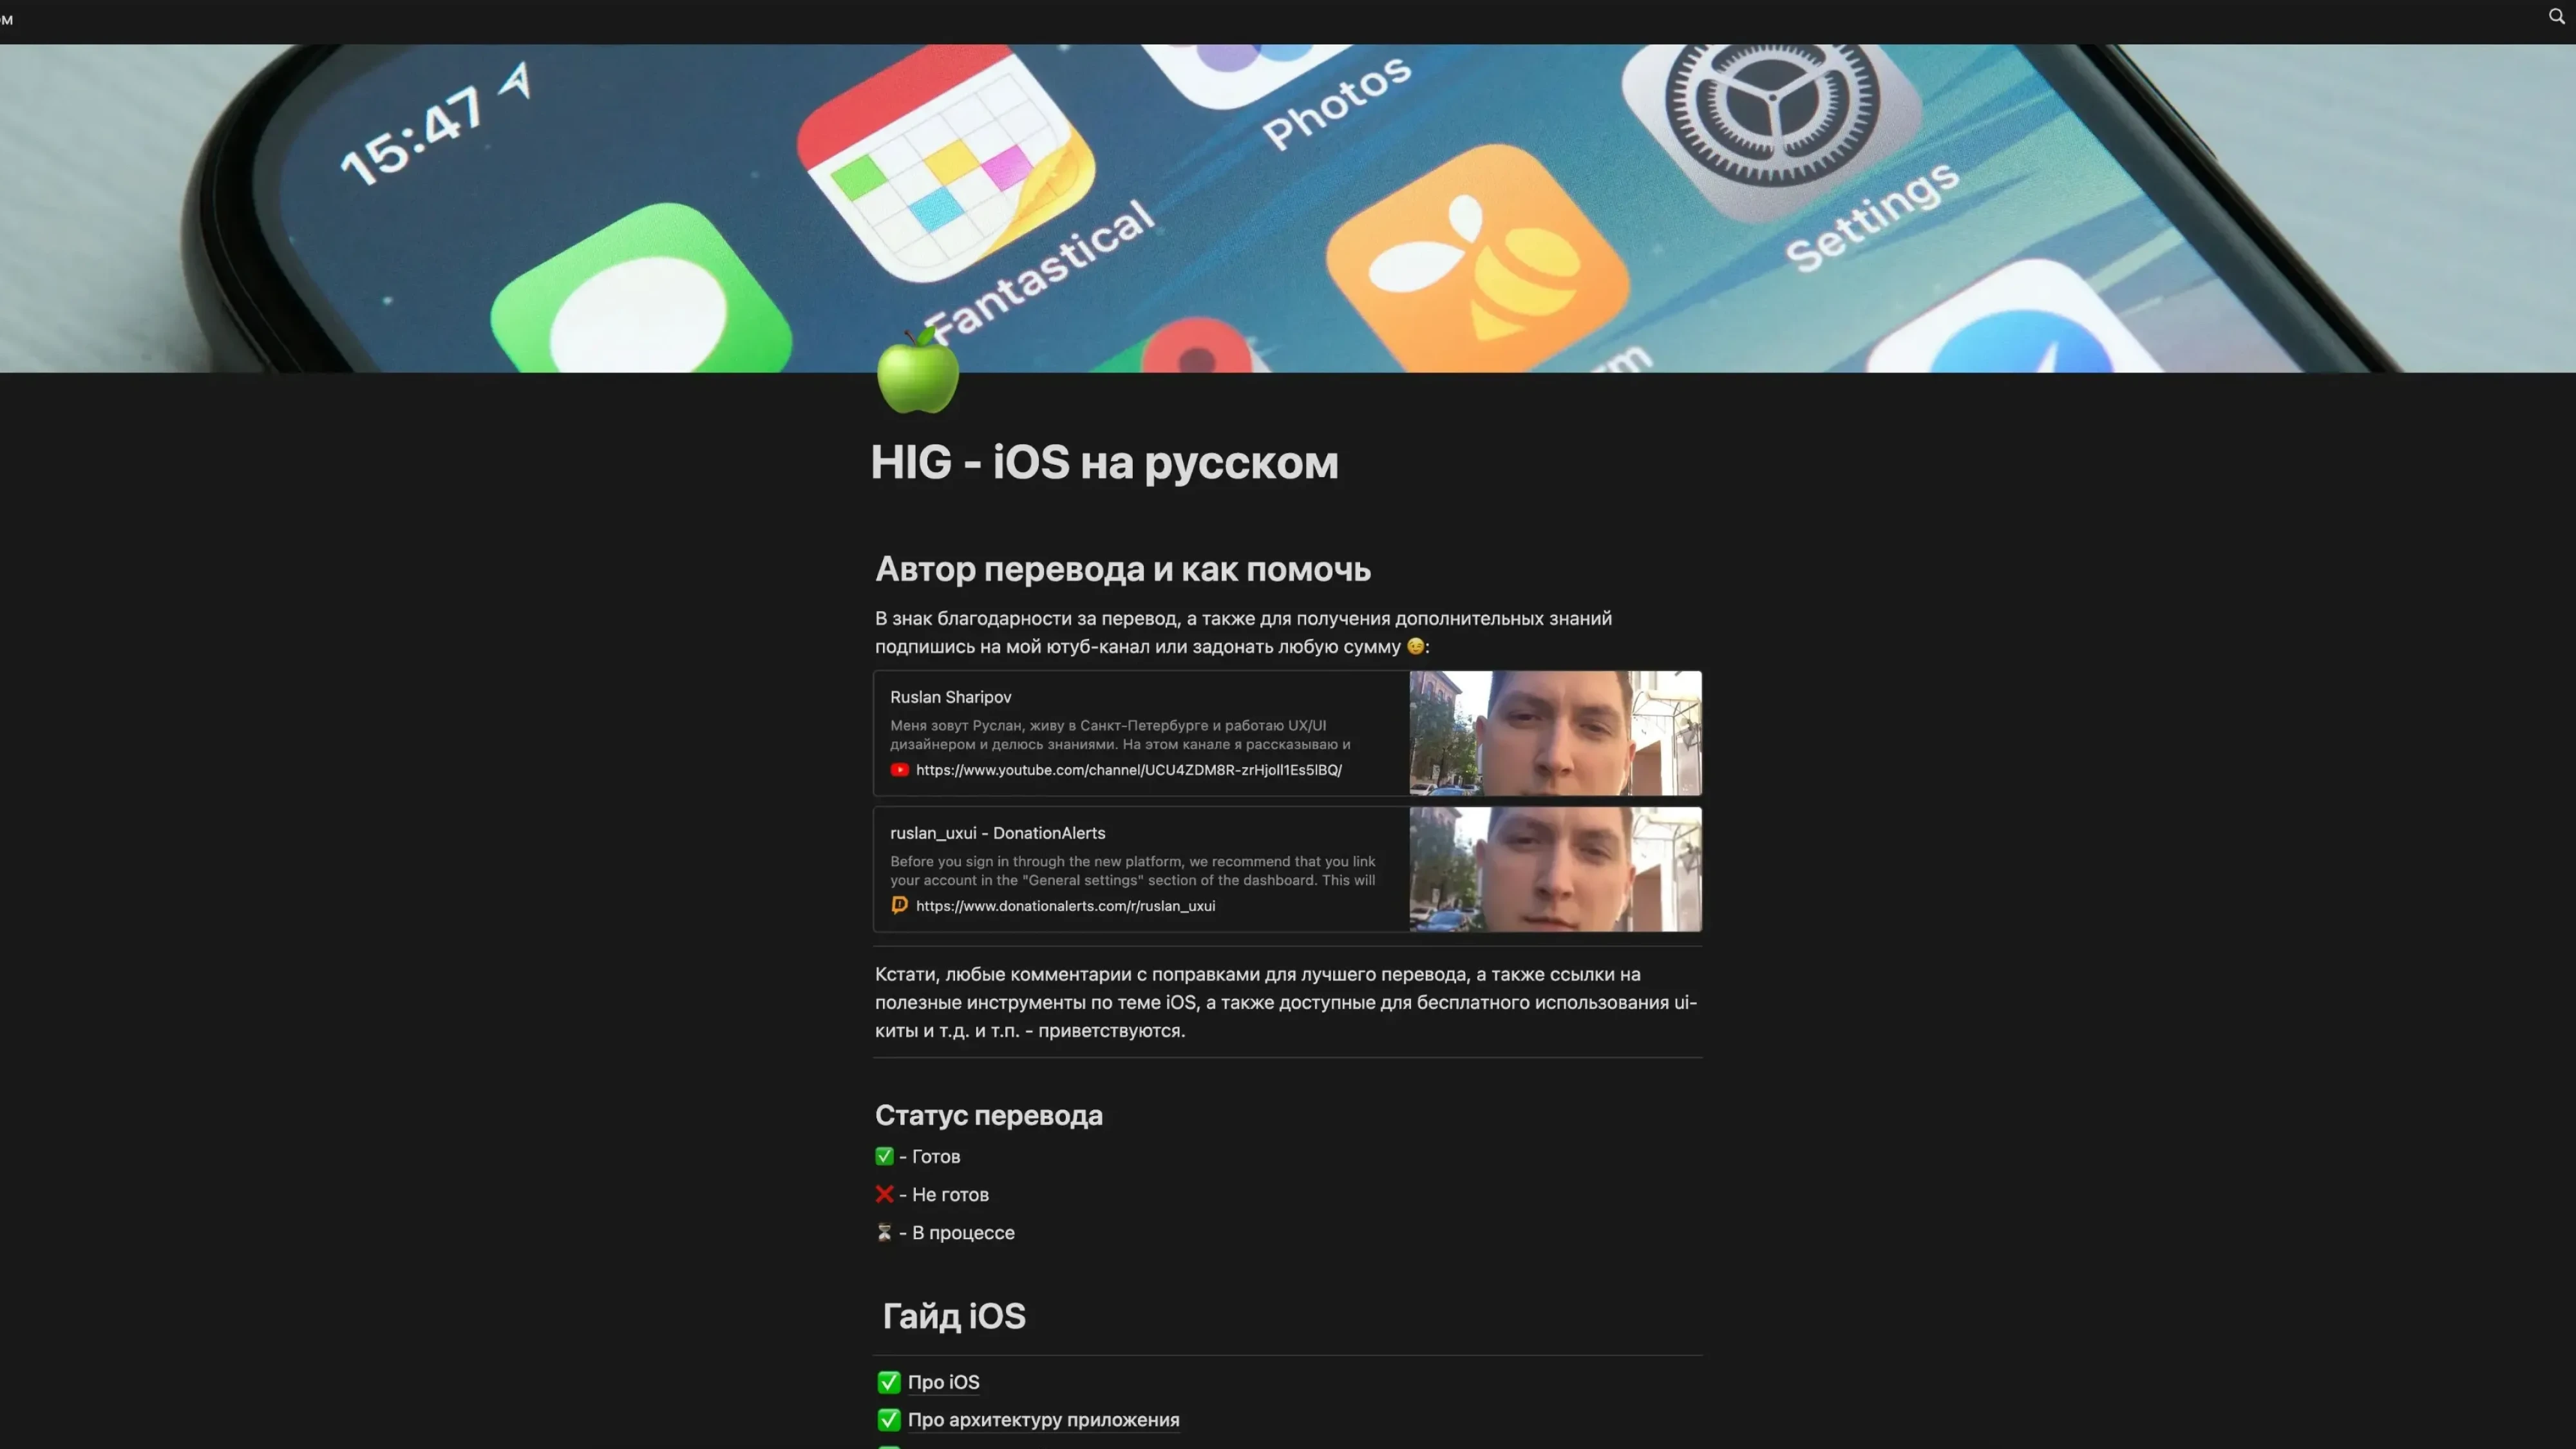 ом
15:47
Photos
Settings
Fantastical
HIG - iOS на русском
Автор перевода и как помочь
В знак благодарности за перевод, а также для получения дополнительных знаний
подпишись на мой ютуб-канал или задонать любую сумму 😉:
Ruslan Sharipov
Меня зовут Руслан, живу в Санкт-Петербурге и работаю UX/UI
дизайнером и делюсь знаниями. На этом канале я рассказываю и
https://www.youtube.com/channel/UCU4ZDM8R-zrHjoll1Es5lBQ/
ruslan_uxui - DonationAlerts
Before you sign in through the new platform, we recommend that you link
your account in the "General settings" section of the dashboard. This will
https://www.donationalerts.com/r/ruslan_uxui
Кстати, любые комментарии с поправками для лучшего перевода, а также ссылки на
полезные инструменты по теме iOS, а также доступные для бесплатного использования ui-
киты и т.д. и т.п. - приветствуются.
Статус перевода
✅ - Готов
❌ - Не готов
⏳ - В процессе
Гайд iOS
✅ Про iOS
✅ Про архитектуру приложения